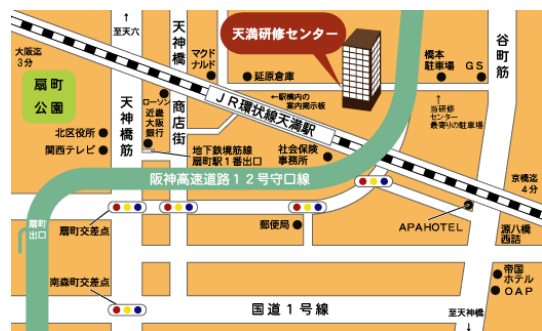 ↑
至天六
天神橋
商店街
マクド
ナルド
天満研修センター
谷町筋
大阪迄
3分
延原倉庫
橋本
駐車場
GS
扇町
公園
天神橋筋
ローソン
近畿
大阪
銀行
←駅構内の
案内掲示板
JR環状線天満駅
↑
当研修
センター
最寄りの駐車場
北区役所
関西テレビ
地下鉄堺筋線
扇町駅1番出口
社会保険
事務所
阪神高速道路12号守口線
京橋迄
4分
扇町
出口
扇町交差点
郵便局
APAHOTEL
源八橋
西詰
南森町交差点
帝国
ホテル
OAP
国道1号線
至天神橋
↓